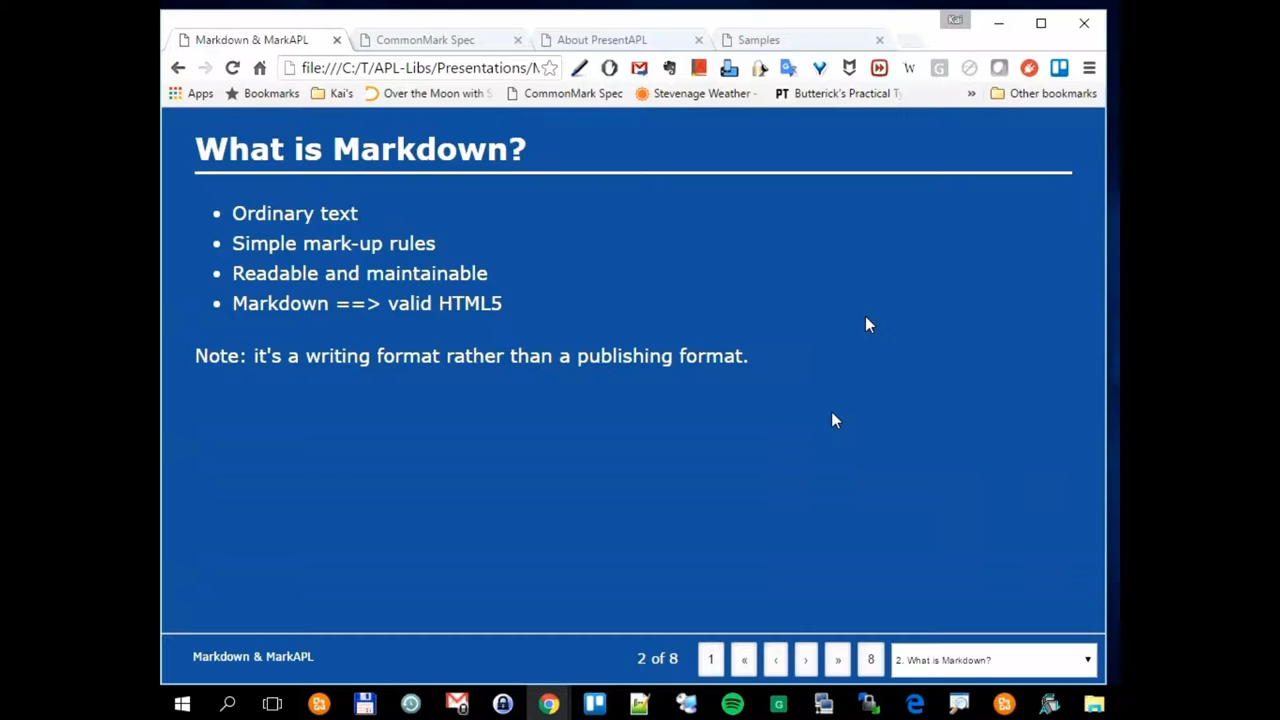 Kai
Markdown & MarkAPL
CommonMark Spec
About PresentAPL
Samples
file:///C:/T/APL-Libs/Presentations/M
Apps
Bookmarks
Kai's
Over the Moon with S
CommonMark Spec
Stevenage Weather -
PT Butterick's Practical Ty
»
Other bookmarks
What is Markdown?
• Ordinary text
• Simple mark-up rules
• Readable and maintainable
• Markdown ==> valid HTML5
Note: it's a writing format rather than a publishing format.
Markdown & MarkAPL
2 of 8
1 « ‹ › » 8
2. What is Markdown?